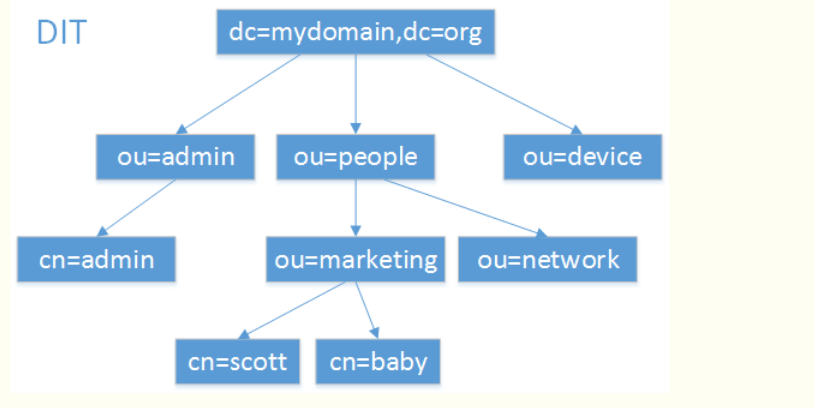 DIT
dc=mydomain,dc=org
ou=admin
ou=people
ou=device
cn=admin
ou=marketing
ou=network
cn=scott
cn=baby